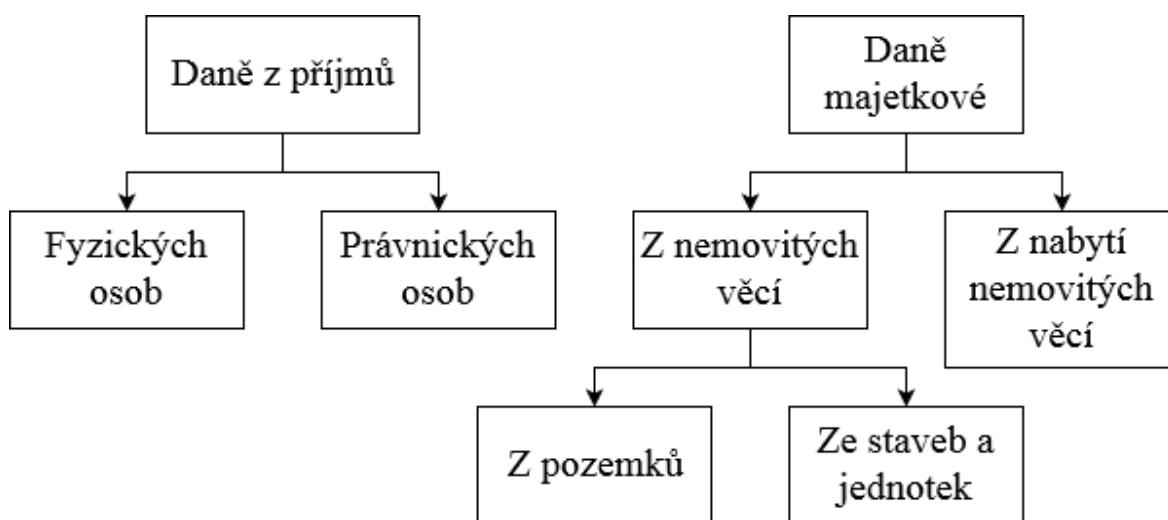 Daně z příjmů
Daně
majetkové
Fyzických
osob
Právnických
osob
Z nemovitých
věcí
Z nabytí
nemovitých
věcí
Z pozemků
Ze staveb a
jednotek